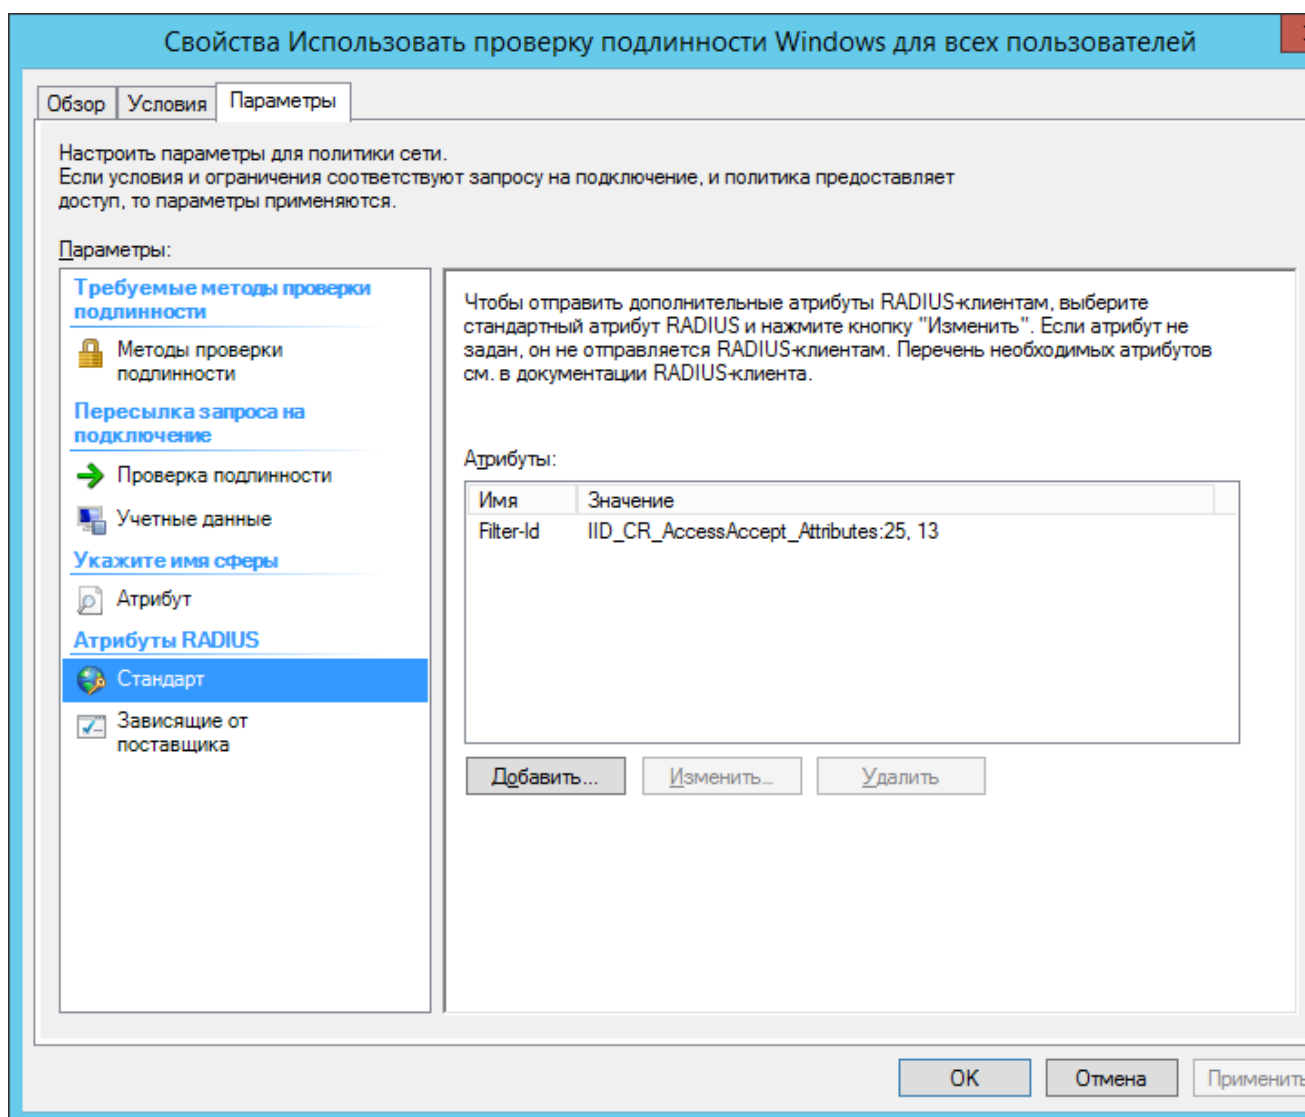 Свойства Использовать проверку подлинности Windows для всех пользователей
Обзор Условия Параметры
Настроить параметры для политики сети.
Если условия и ограничения соответствуют запросу на подключение, и политика предоставляет
доступ, то параметры применяются.
Параметры:
Требуемые методы проверки
подлинности
Методы проверки
подлинности
Пересылка запроса на
подключение
Проверка подлинности
Учетные данные
Укажите имя сферы
Атрибут
Атрибуты RADIUS
Стандарт
Зависящие от
поставщика
Чтобы отправить дополнительные атрибуты RADIUS-клиентам, выберите
стандартный атрибут RADIUS и нажмите кнопку "Изменить". Если атрибут не
задан, он не отправляется RADIUS-клиентам. Перечень необходимых атрибутов
см. в документации RADIUS-клиента.
Атрибуты:
Имя Значение
Filter-Id IID_CR_AccessAccept_Attributes:25, 13
Добавить... Изменить... Удалить
OK Отмена Применить